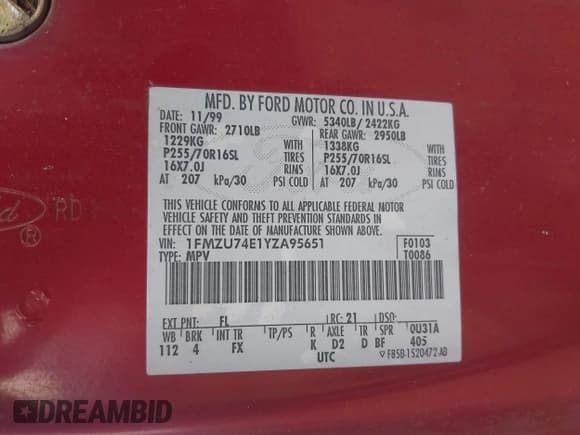 MFD. BY FORD MOTOR CO. IN U.S.A.
DATE: 11/99 GVWR: 5340LB/ 2422KG
FRONT GAWR: 2710LB REAR GAWR: 2950LB
1229KG WITH 1338KG WITH
P255/70R16SL TIRES P255/70R16SL TIRES
16X7.0J RIMS 16X7.0J RIMS
AT 207 kPa/30 PSI COLD AT 207 kPa/30 PSI COLD
THIS VEHICLE CONFORMS TO ALL APPLICABLE FEDERAL MOTOR
VEHICLE SAFETY AND THEFT PREVENTION STANDARDS IN
EFFECT ON THE DATE OF MANUFACTURE SHOWN ABOVE.
VIN: 1FMZU74E1YZA95651 F0103
TYPE: MPV T0086
EXT PNT: FL RC: 21 DSO:
WB BRK INT TR TP/PS R AXLE TR SPR 0U31A
112 4 FX K D2 D BF 405
UTC ▽ F85B-1520472-AB
Ford ® RD
DREAMBID